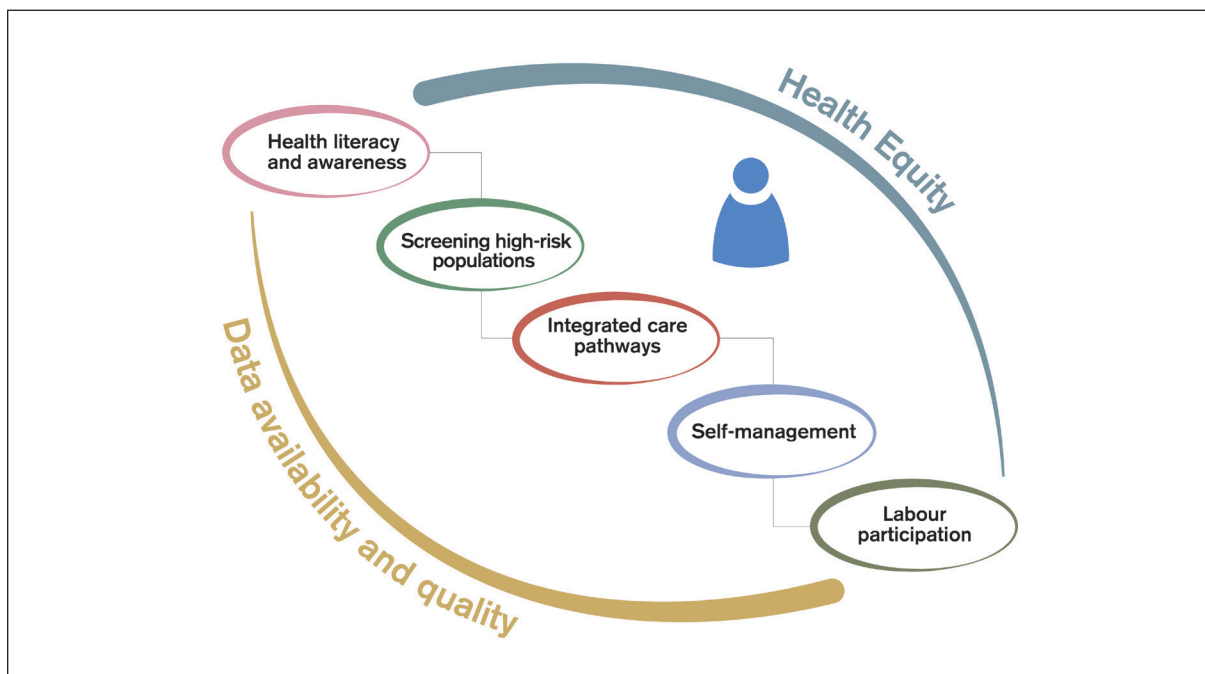 Health Equity
Health literacy
and awareness
Screening high-risk
populations
Integrated care
pathways
Self-management
Labour
participation
Data availability and quality